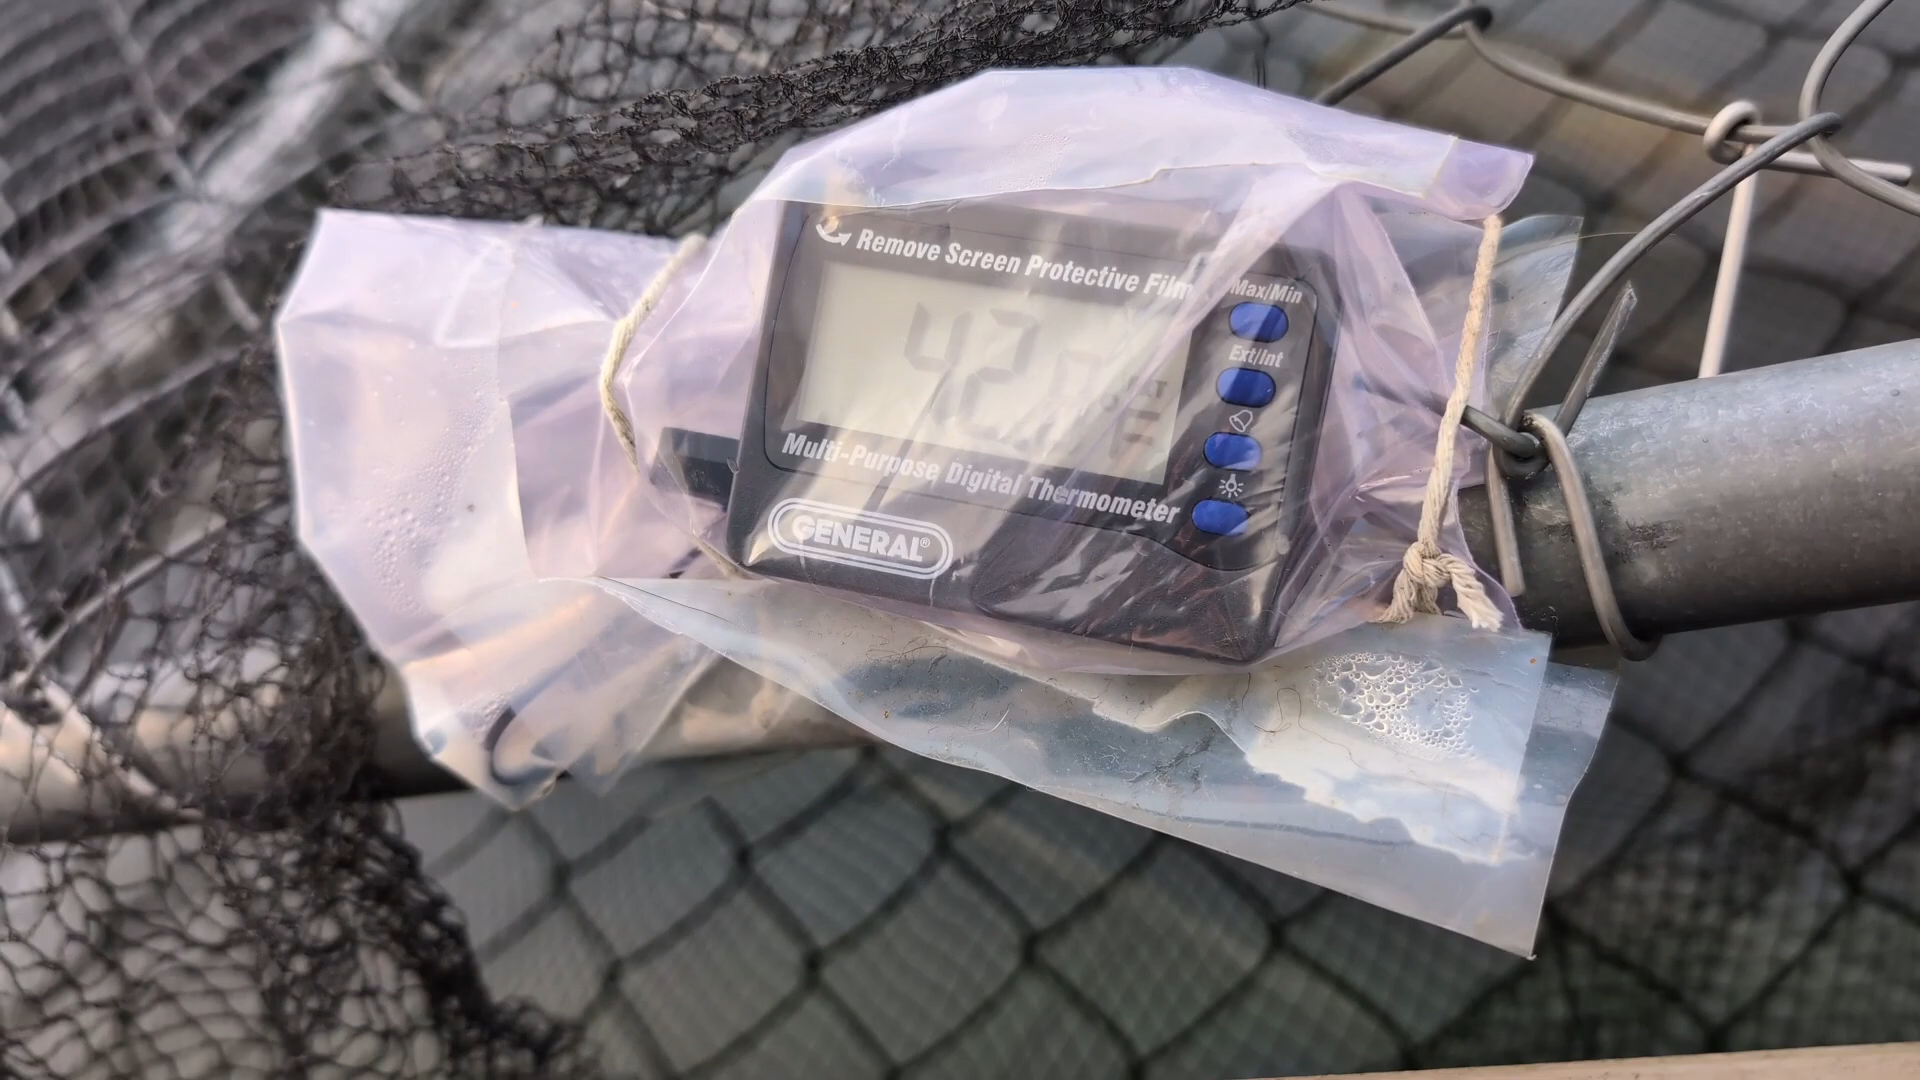 Remove Screen Protective Film
Max/Min
Ext/Int
42
Multi-Purpose Digital Thermometer
GENERAL®